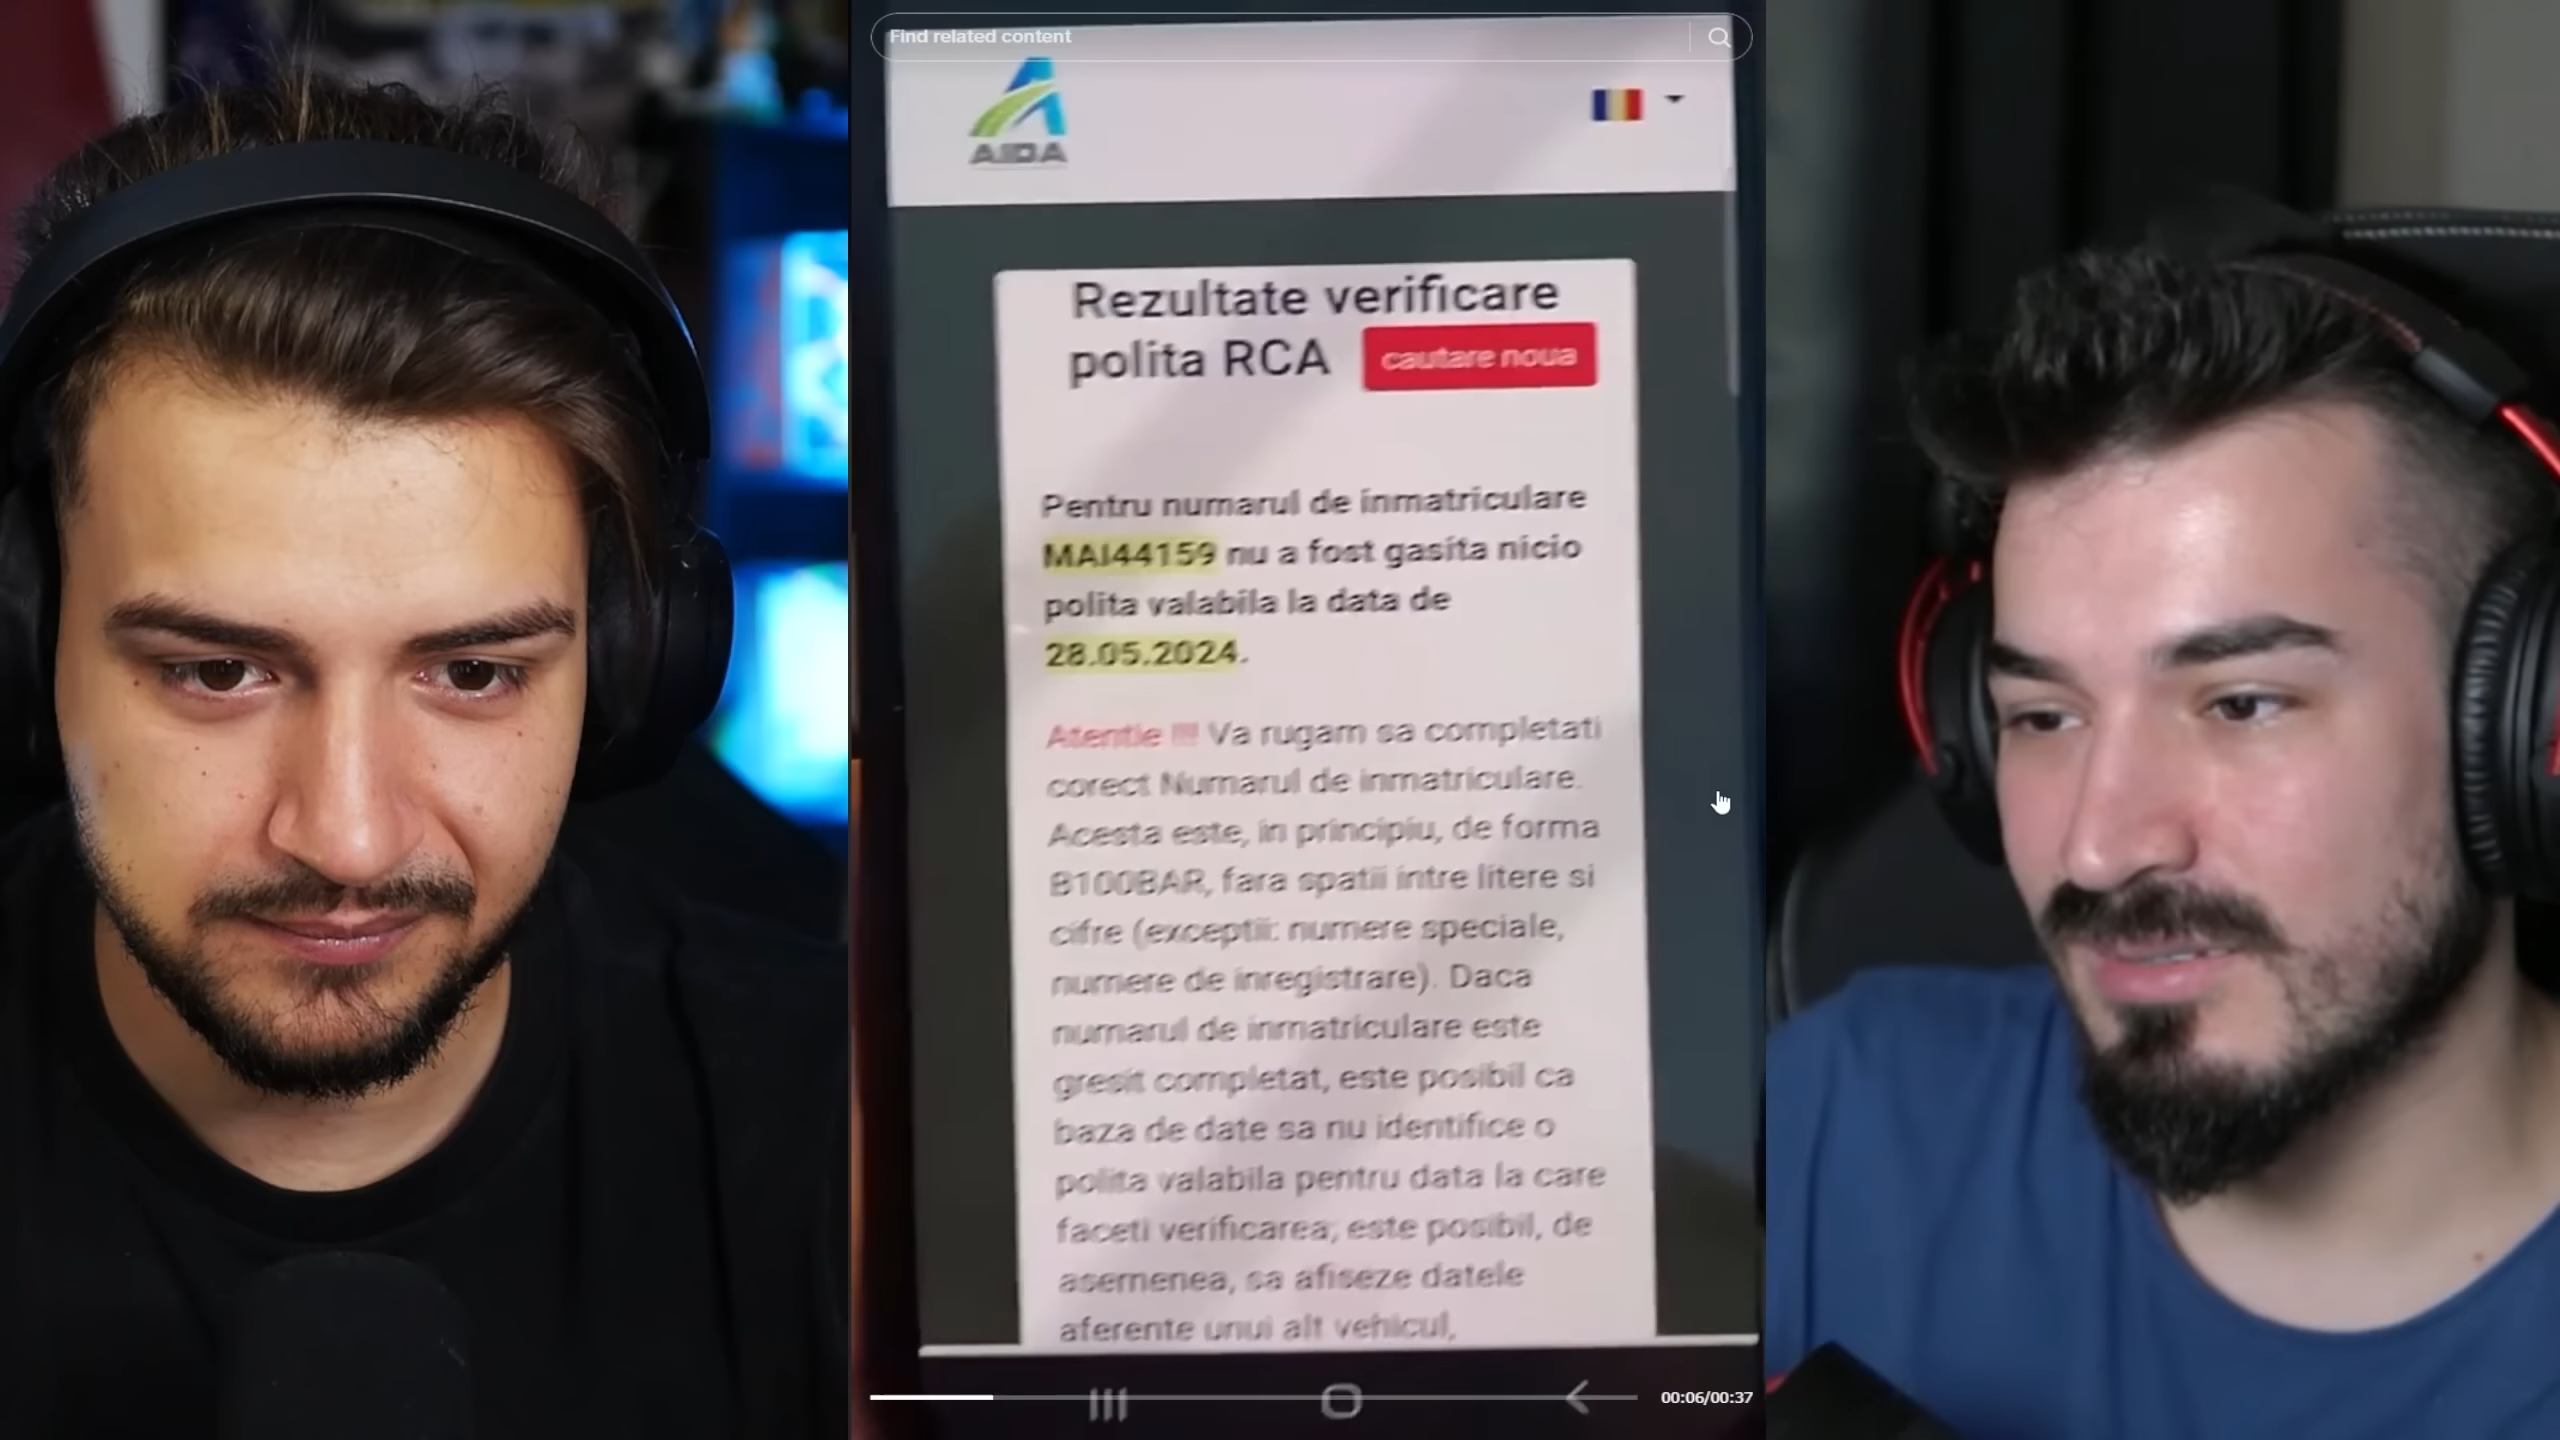 Find related content
AIDA
Rezultate verificare
polita RCA cautare noua
Pentru numarul de inmatriculare
MAI44159 nu a fost gasita nicio
polita valabila la data de
28.05.2024.
Atentie !!! Va rugam sa completati
corect Numarul de inmatriculare.
Acesta este, in principiu, de forma
B100BAR, fara spatii intre litere si
cifre (exceptii: numere speciale,
numere de inregistrare). Daca
numarul de inmatriculare este
gresit completat, este posibil ca
baza de date sa nu identifice o
polita valabila pentru data la care
faceti verificarea; este posibil, de
asemenea, sa afiseze datele
aferente unui alt vehicul,
00:06/00:37